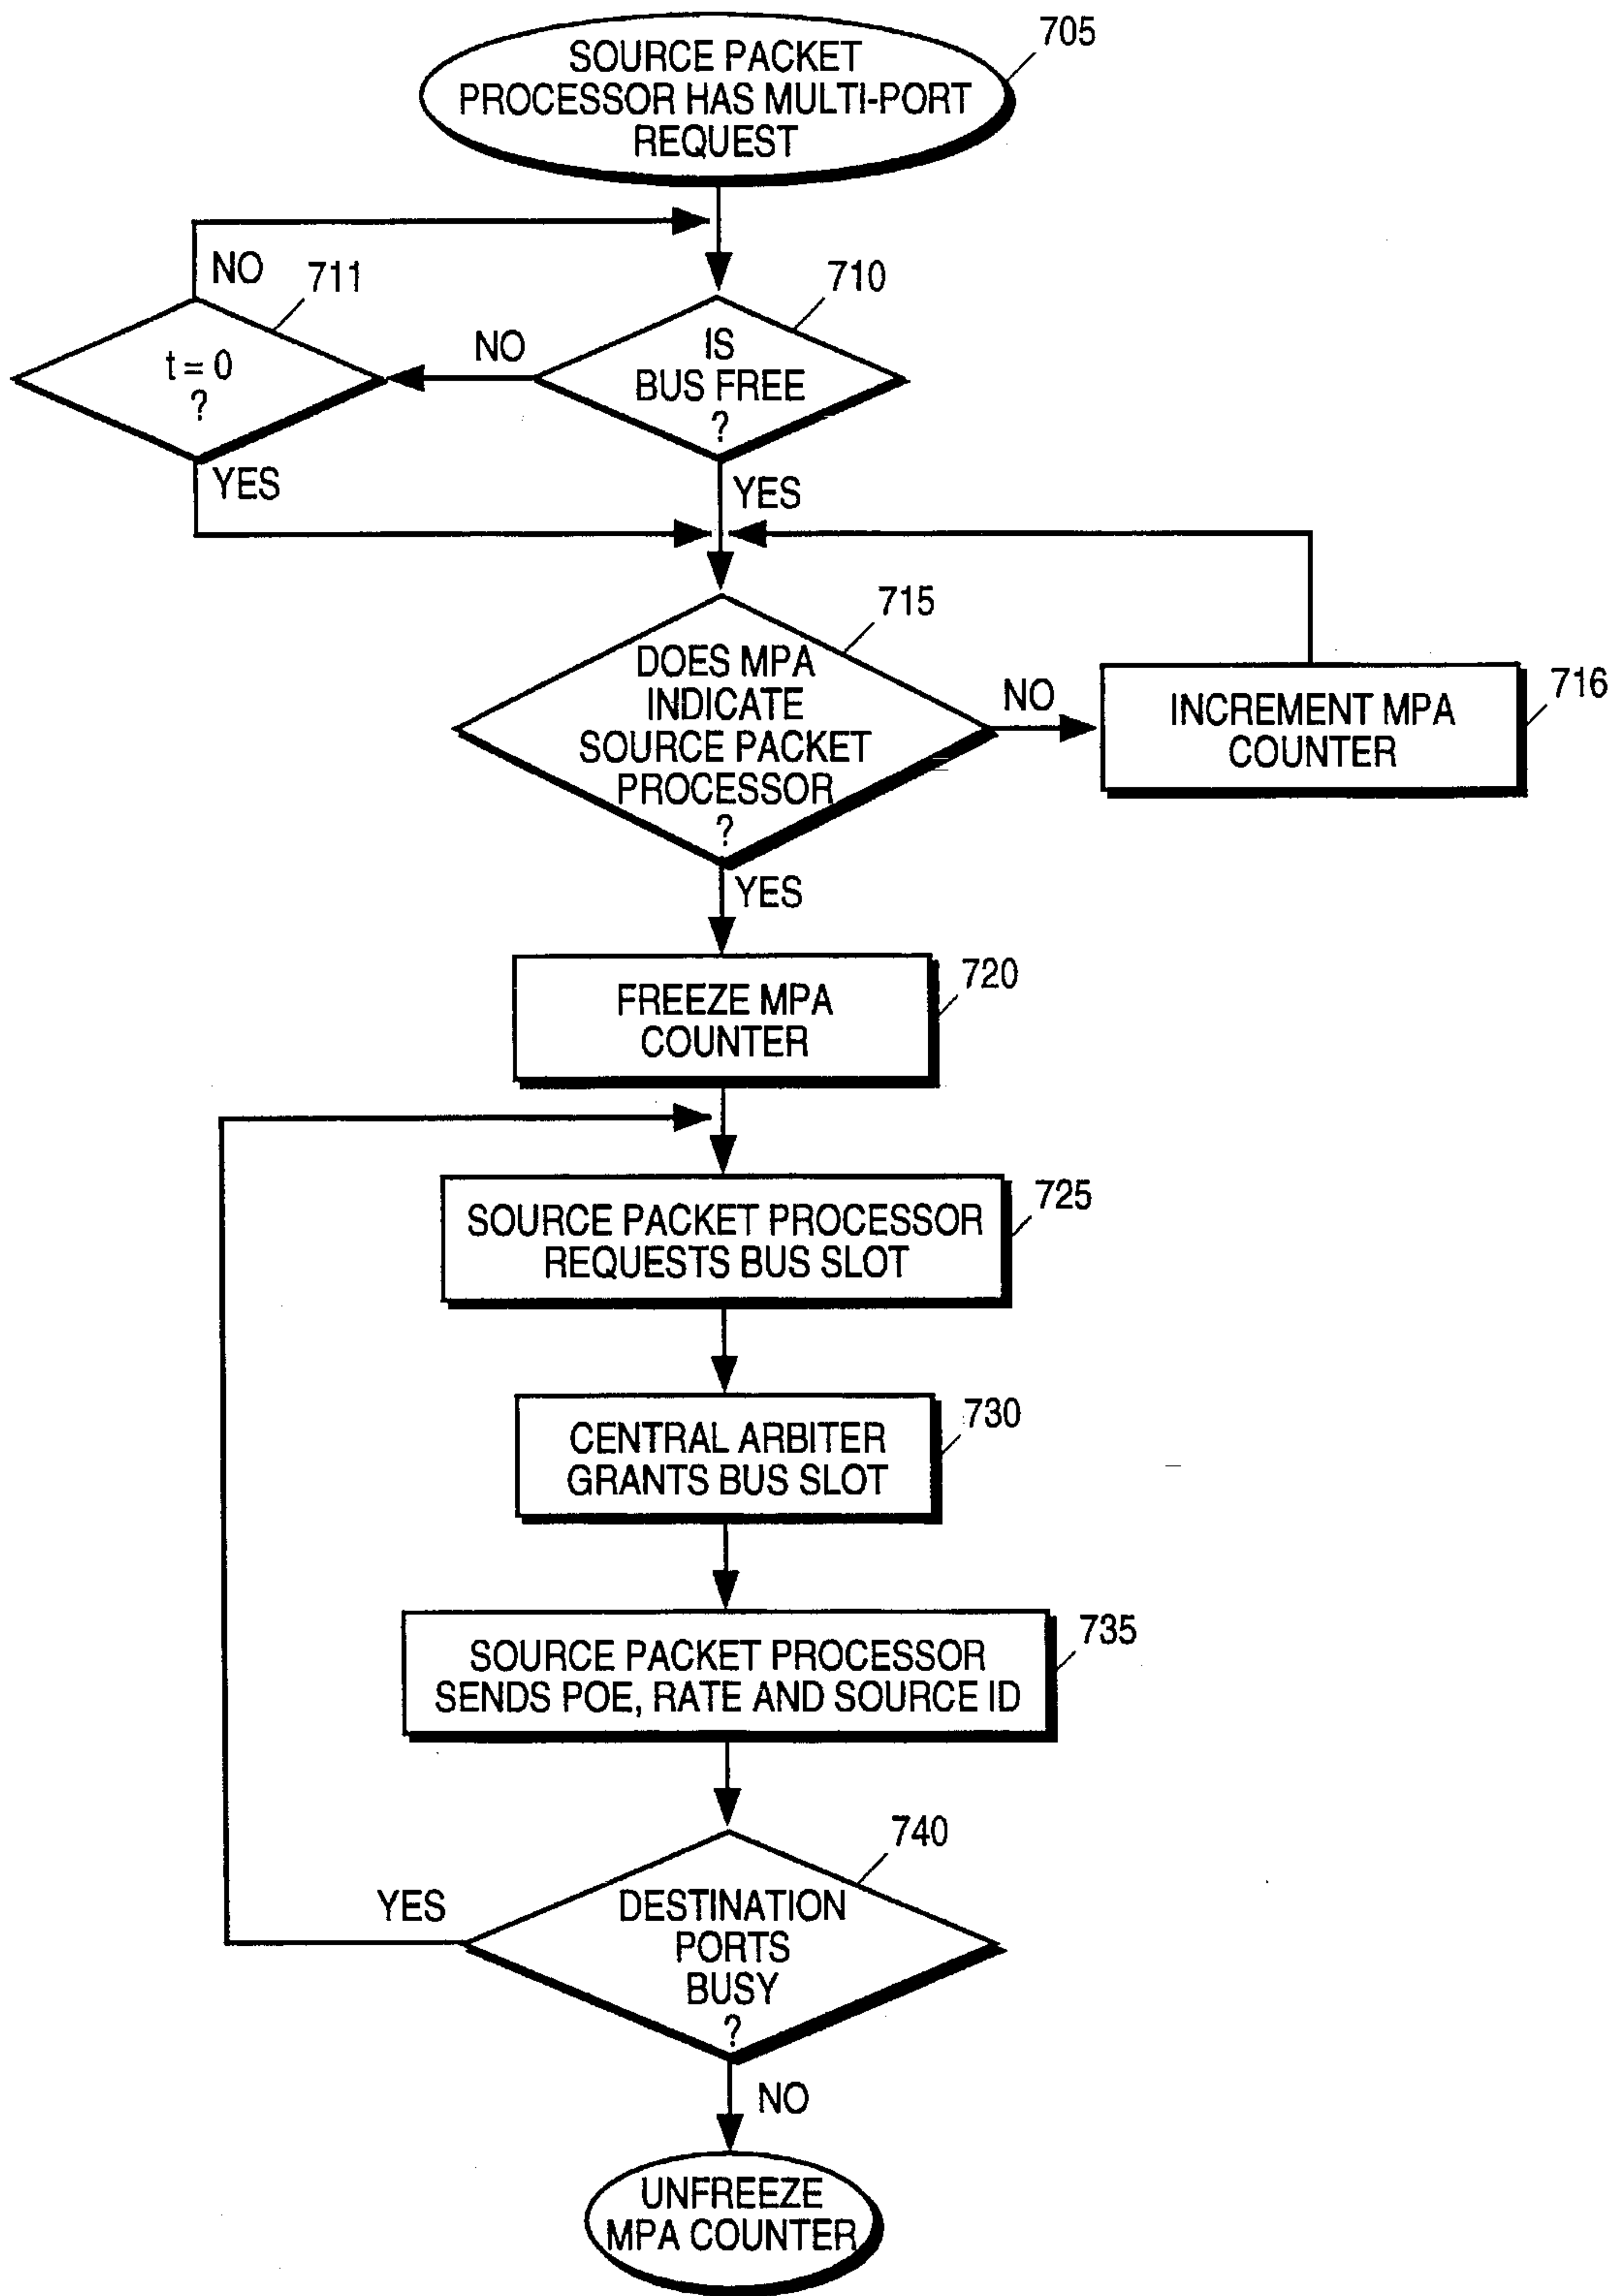 SOURCE PACKET
PROCESSOR HAS MULTI-PORT
REQUEST
705
NO
711
710
t = 0
?
NO
IS
BUS FREE
?
YES
YES
715
DOES MPA
INDICATE
SOURCE PACKET
PROCESSOR
?
NO
716
INCREMENT MPA
COUNTER
YES
720
FREEZE MPA
COUNTER
725
SOURCE PACKET PROCESSOR
REQUESTS BUS SLOT
730
CENTRAL ARBITER
GRANTS BUS SLOT
735
SOURCE PACKET PROCESSOR
SENDS POE, RATE AND SOURCE ID
740
YES
DESTINATION
PORTS
BUSY
?
NO
UNFREEZE
MPA COUNTER